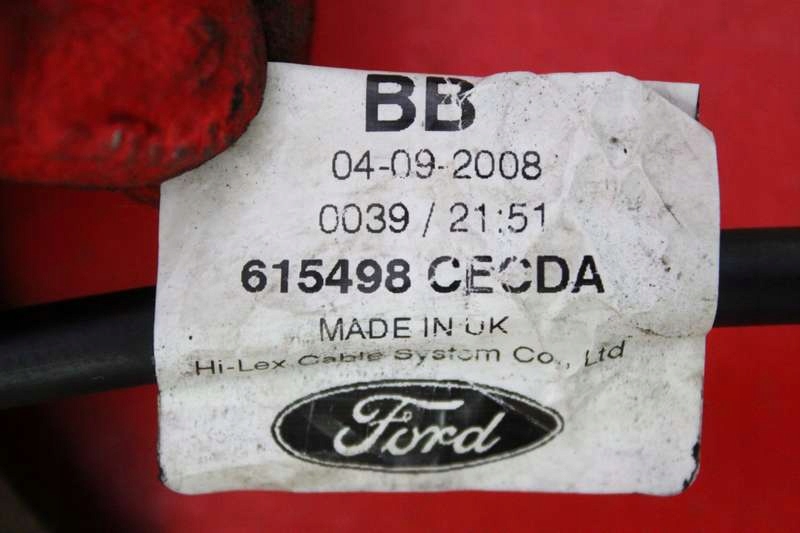 BB
04-09-2008
0039 / 21:51
615498 CECDA
MADE IN UK
Hi-Lex Cable System Co., Ltd
Ford